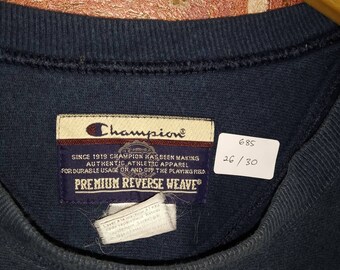 Champion
SINCE 1919 CHAMPION HAS BEEN MAKING
AUTHENTIC ATHLETIC APPAREL
FOR DURABLE USAGE ON AND OFF THE PLAYING FIELD
PREMIUM REVERSE WEAVE®
685
26/30